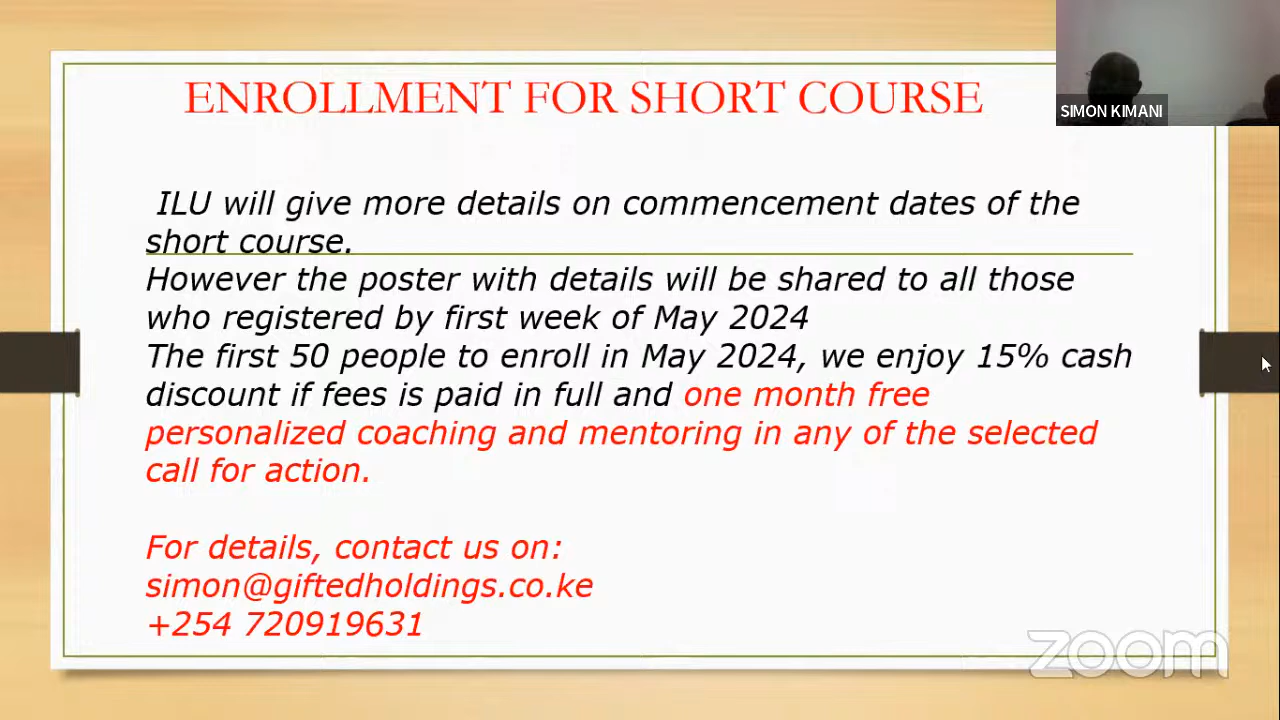 ENROLLMENT FOR SHORT COURSE
SIMON KIMANI
ILU will give more details on commencement dates of the
short course.
However the poster with details will be shared to all those
who registered by first week of May 2024
The first 50 people to enroll in May 2024, we enjoy 15% cash
discount if fees is paid in full and one month free
personalized coaching and mentoring in any of the selected
call for action.
For details, contact us on:
simon@giftedholdings.co.ke
+254 720919631
zoom